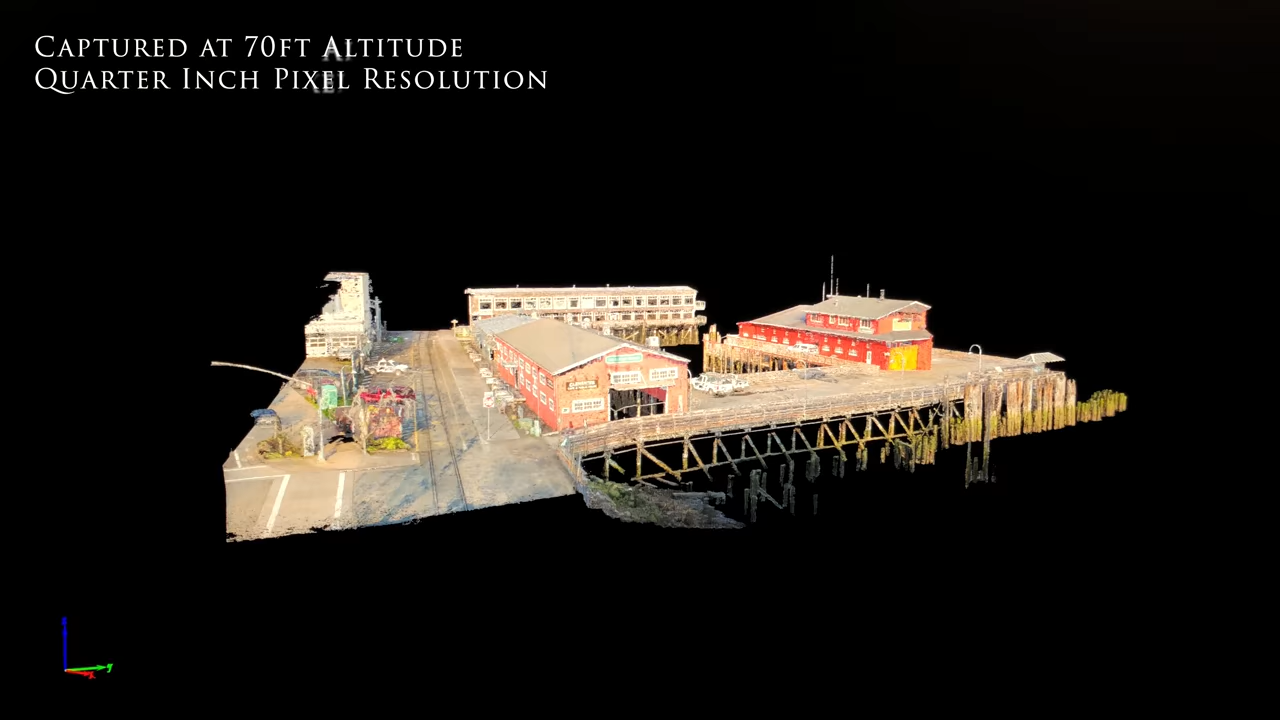 Captured at 70ft Altitude
Quarter Inch Pixel Resolution
y
x